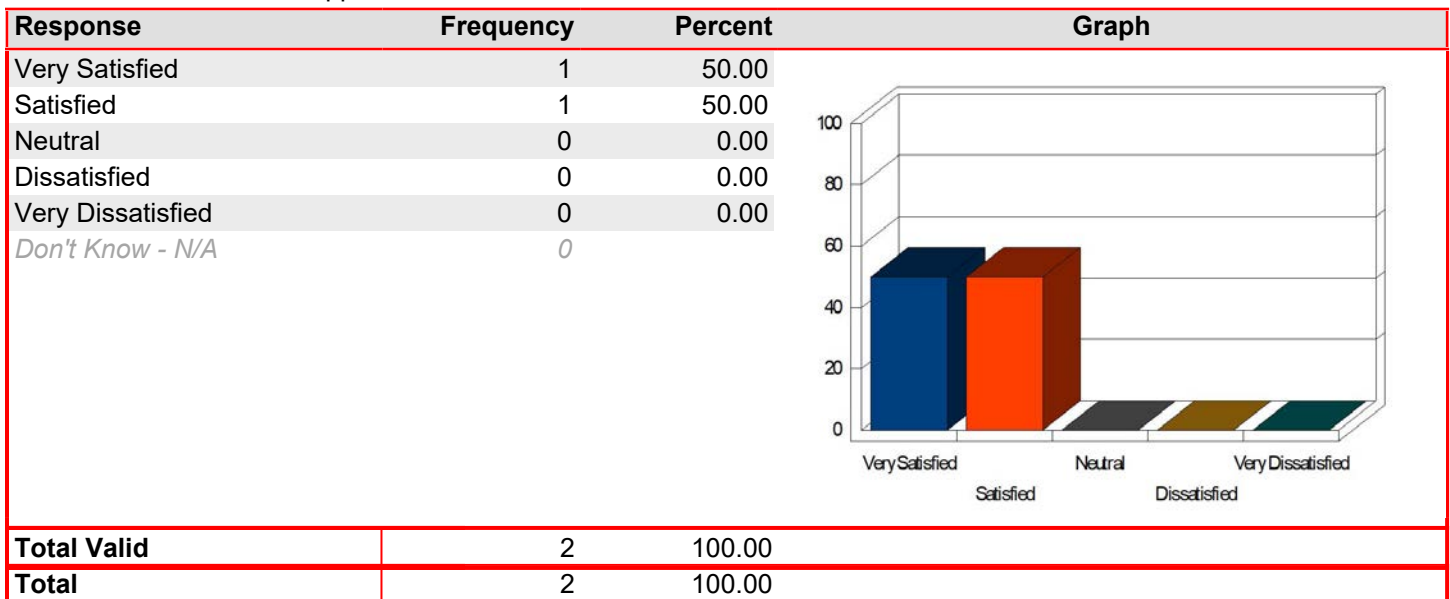 Response Frequency Percent Graph
Very Satisfied 1 50.00
Satisfied 1 50.00
Neutral 0 0.00
Dissatisfied 0 0.00
Very Dissatisfied 0 0.00
Don't Know - N/A 0
100
80
60
40
20
0
Very Satisfied Neutral Very Dissatisfied
Satisfied Dissatisfied
Total Valid 2 100.00
Total 2 100.00